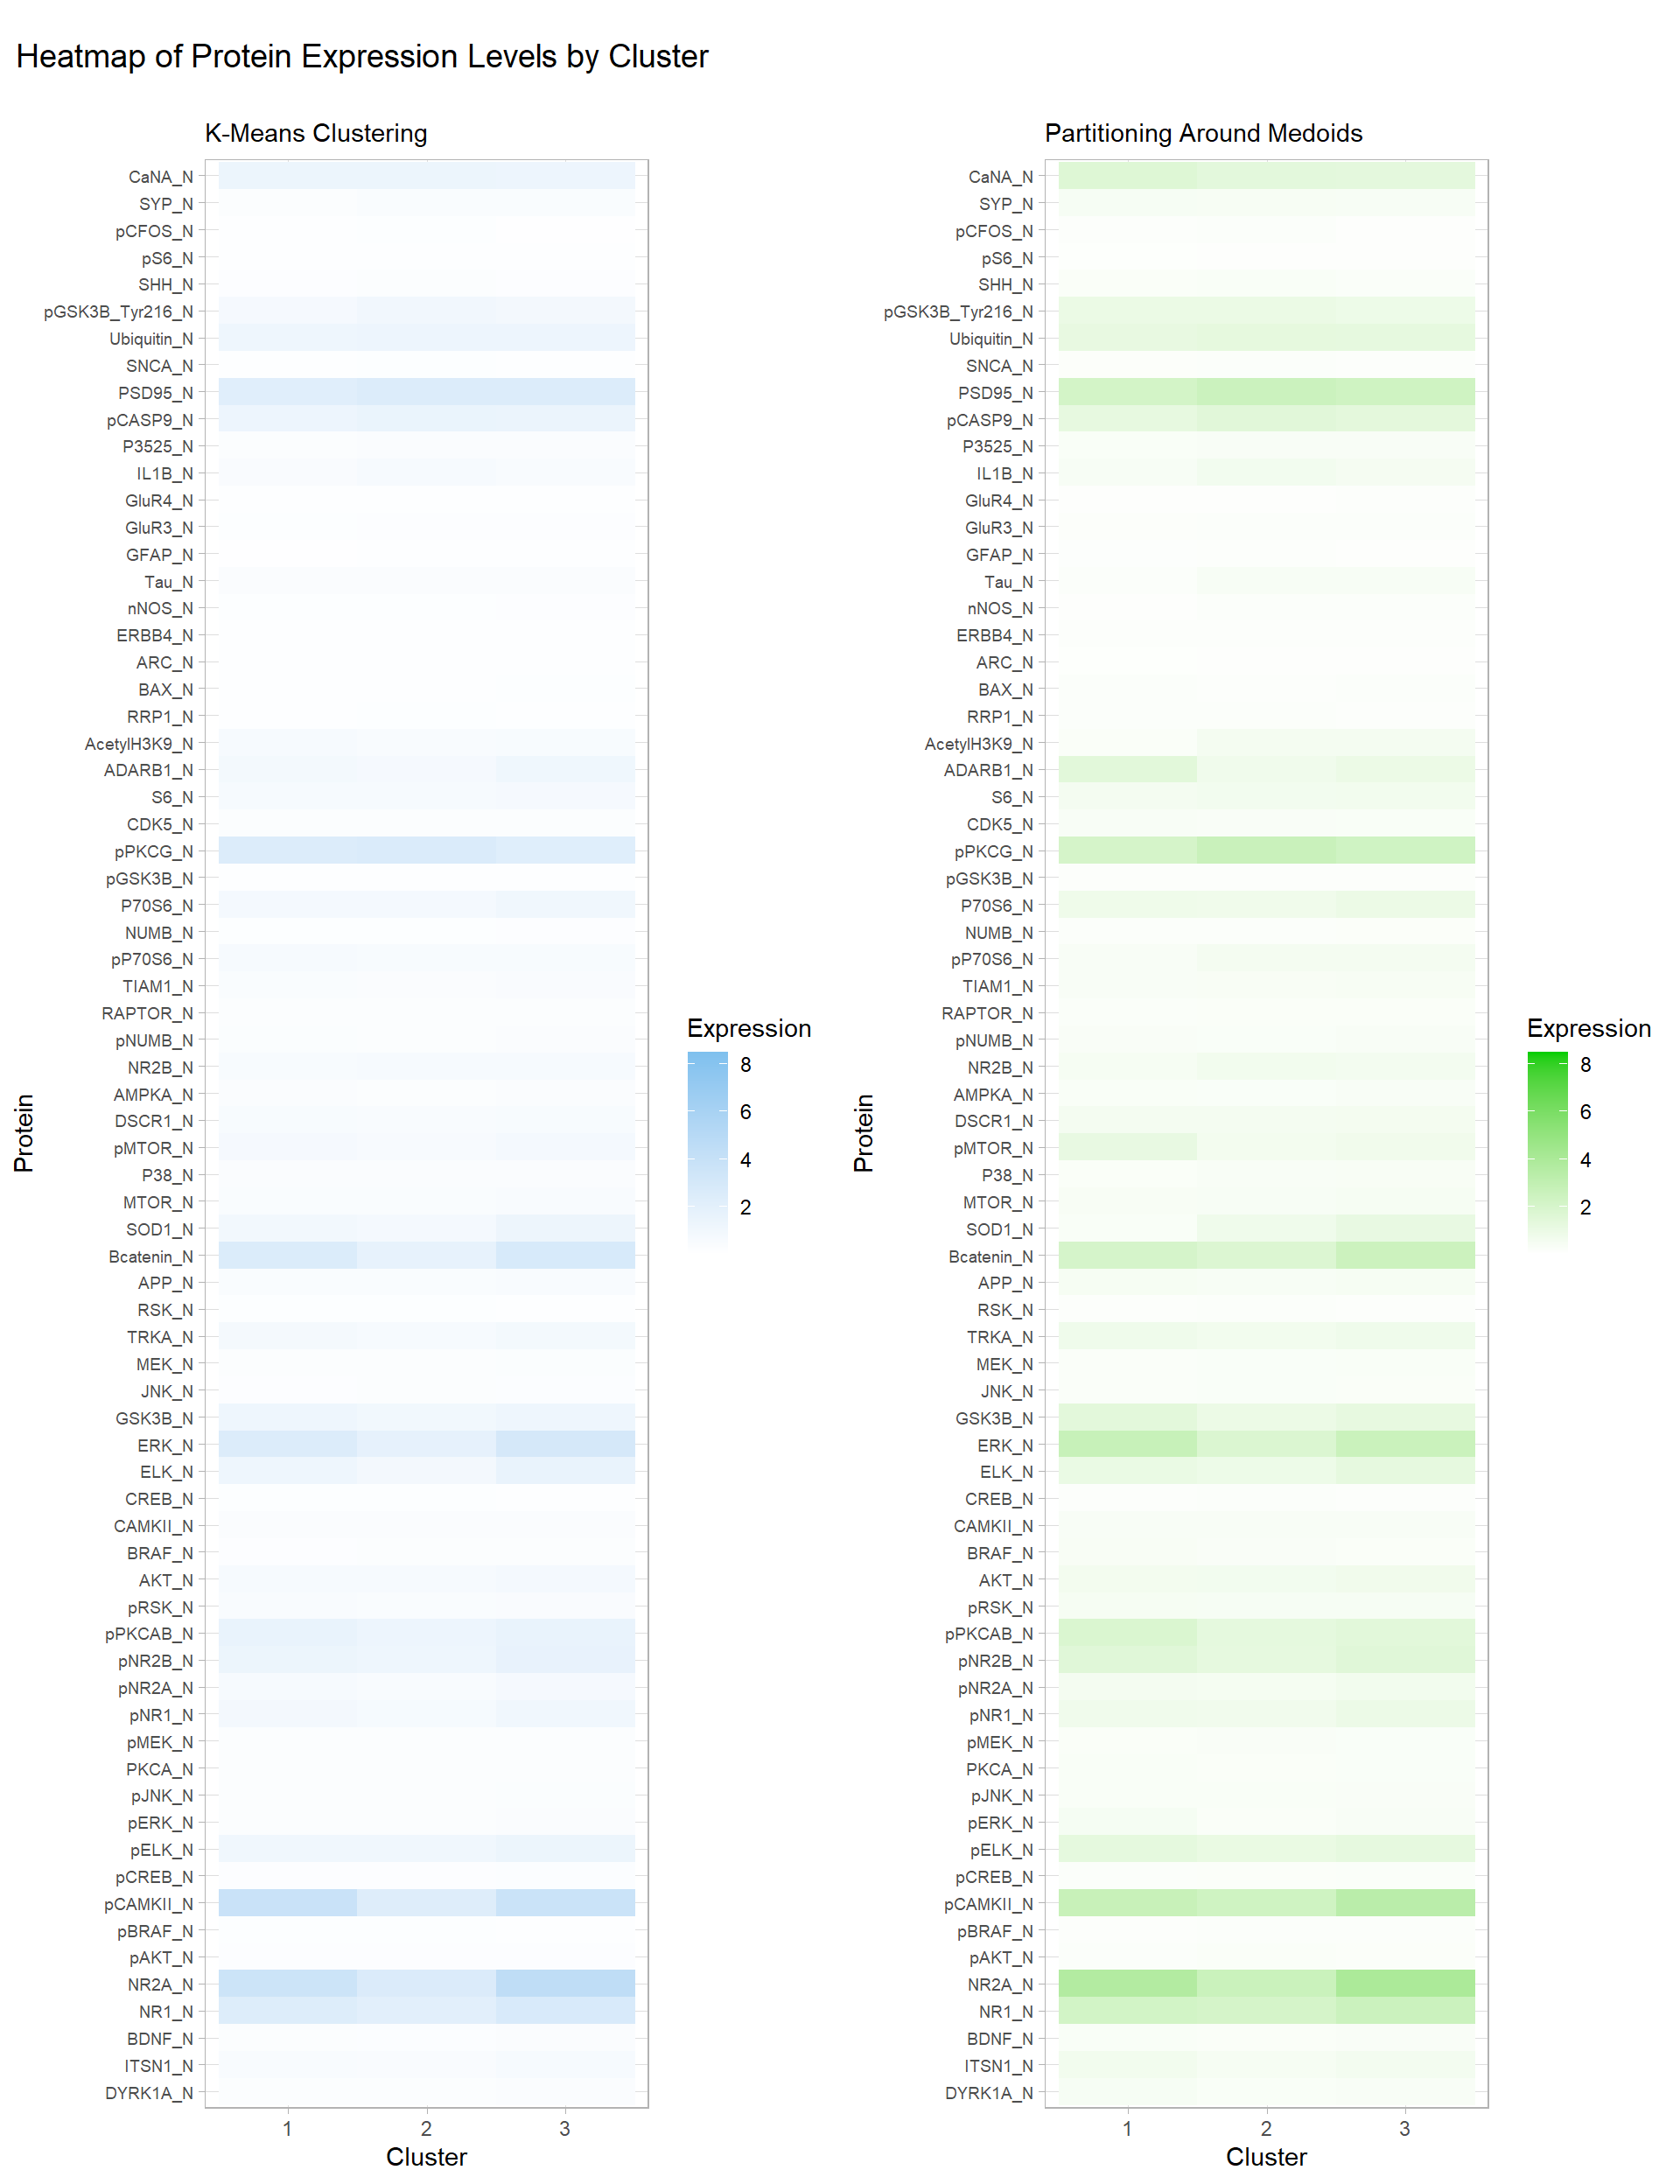 Heatmap of Protein Expression Levels by Cluster
K-Means Clustering
CaNA_N
SYP_N
pCFOS_N
pS6_N
SHH_N
pGSK3B_Tyr216_N
Ubiquitin_N
SNCA_N
PSD95_N
pCASP9_N
P3525_N
IL1B_N
GluR4_N
GluR3_N
GFAP_N
Tau_N
nNOS_N
ERBB4_N
ARC_N
BAX_N
RRP1_N
AcetylH3K9_N
ADARB1_N
S6_N
CDK5_N
pPKCG_N
pGSK3B_N
P70S6_N
NUMB_N
pP70S6_N
TIAM1_N
RAPTOR_N
pNUMB_N
NR2B_N
AMPKA_N
DSCR1_N
pMTOR_N
P38_N
MTOR_N
SOD1_N
Bcatenin_N
APP_N
RSK_N
TRKA_N
MEK_N
JNK_N
GSK3B_N
ERK_N
ELK_N
CREB_N
CAMKII_N
BRAF_N
AKT_N
pRSK_N
pPKCAB_N
pNR2B_N
pNR2A_N
pNR1_N
pMEK_N
PKCA_N
pJNK_N
pERK_N
pELK_N
pCREB_N
pCAMKII_N
pBRAF_N
pAKT_N
NR2A_N
NR1_N
BDNF_N
ITSN1_N
DYRK1A_N
Protein
1 2 3
Cluster
Expression
8
6
4
2
Partitioning Around Medoids
CaNA_N
SYP_N
pCFOS_N
pS6_N
SHH_N
pGSK3B_Tyr216_N
Ubiquitin_N
SNCA_N
PSD95_N
pCASP9_N
P3525_N
IL1B_N
GluR4_N
GluR3_N
GFAP_N
Tau_N
nNOS_N
ERBB4_N
ARC_N
BAX_N
RRP1_N
AcetylH3K9_N
ADARB1_N
S6_N
CDK5_N
pPKCG_N
pGSK3B_N
P70S6_N
NUMB_N
pP70S6_N
TIAM1_N
RAPTOR_N
pNUMB_N
NR2B_N
AMPKA_N
DSCR1_N
pMTOR_N
P38_N
MTOR_N
SOD1_N
Bcatenin_N
APP_N
RSK_N
TRKA_N
MEK_N
JNK_N
GSK3B_N
ERK_N
ELK_N
CREB_N
CAMKII_N
BRAF_N
AKT_N
pRSK_N
pPKCAB_N
pNR2B_N
pNR2A_N
pNR1_N
pMEK_N
PKCA_N
pJNK_N
pERK_N
pELK_N
pCREB_N
pCAMKII_N
pBRAF_N
pAKT_N
NR2A_N
NR1_N
BDNF_N
ITSN1_N
DYRK1A_N
Protein
1 2 3
Cluster
Expression
8
6
4
2